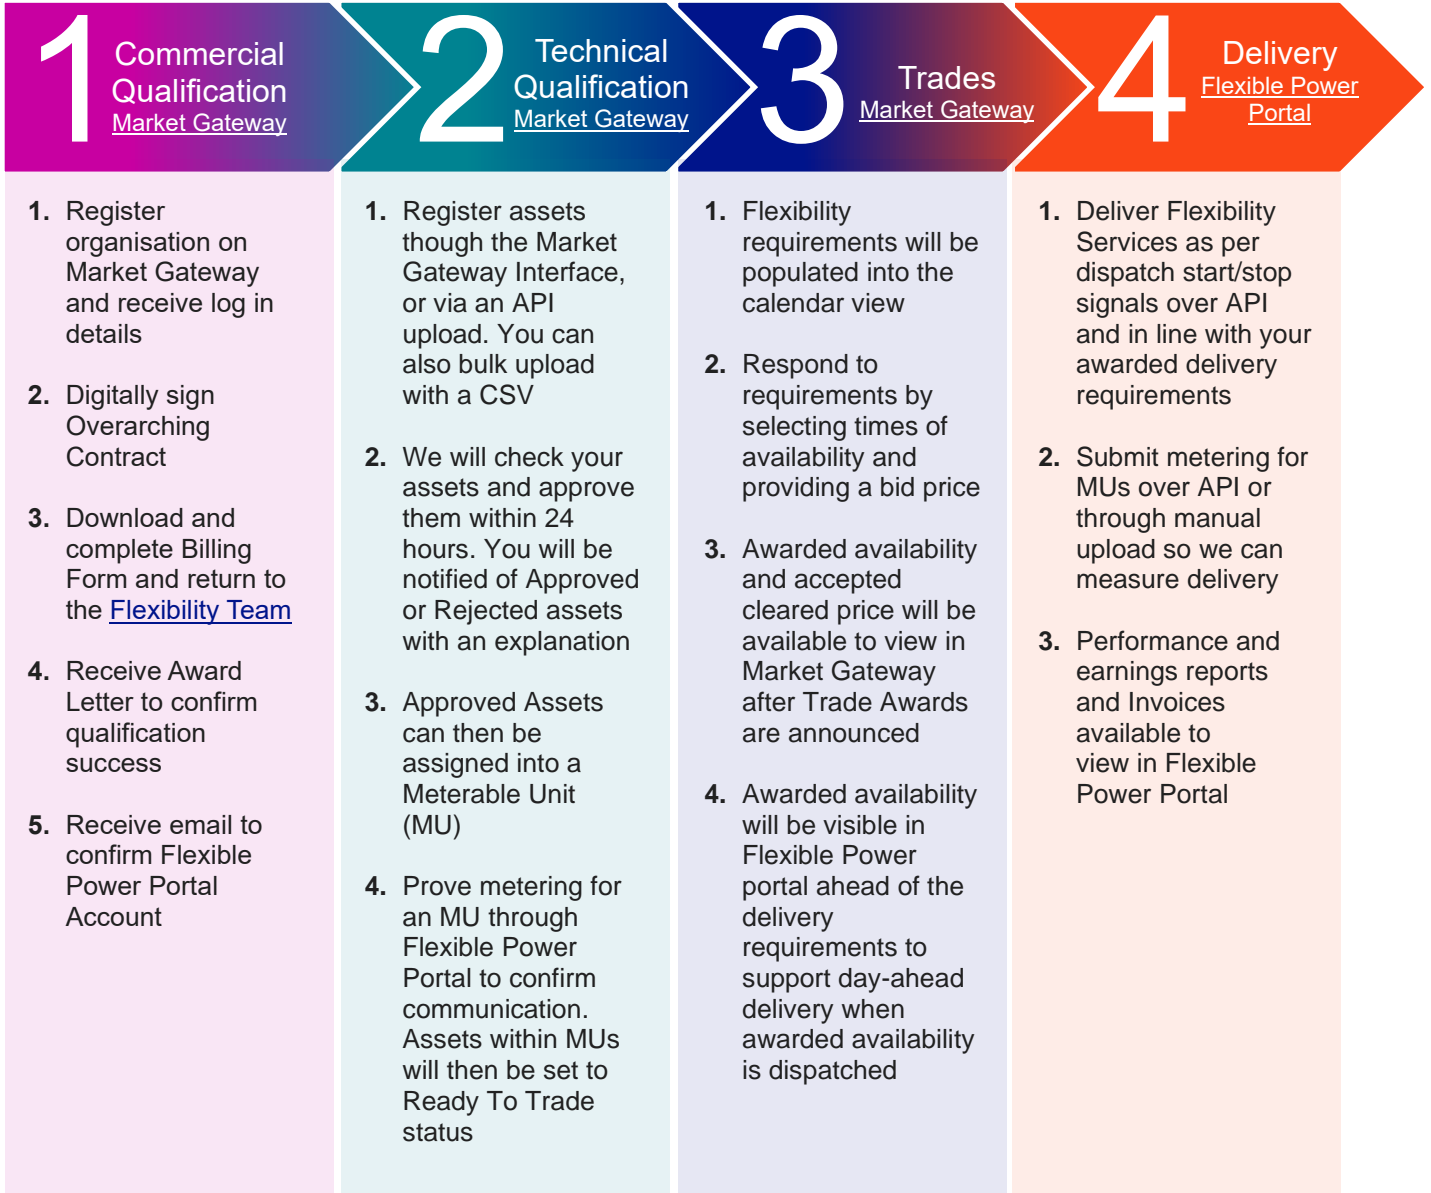 1
Commercial
Qualification
Market Gateway
1. Register
organisation on
Market Gateway
and receive log in
details
2. Digitally sign
Overarching
Contract
3. Download and
complete Billing
Form and return to
the Flexibility Team
4. Receive Award
Letter to confirm
qualification
success
5. Receive email to
confirm Flexible
Power Portal
Account
2
Technical
Qualification
Market Gateway
1. Register assets
though the Market
Gateway Interface,
or via an API
upload. You can
also bulk upload
with a CSV
2. We will check your
assets and approve
them within 24
hours. You will be
notified of Approved
or Rejected assets
with an explanation
3. Approved Assets
can then be
assigned into a
Meterable Unit
(MU)
4. Prove metering for
an MU through
Flexible Power
Portal to confirm
communication.
Assets within MUs
will then be set to
Ready To Trade
status
3
Trades
Market Gateway
1. Flexibility
requirements will be
populated into the
calendar view
2. Respond to
requirements by
selecting times of
availability and
providing a bid price
3. Awarded availability
and accepted
cleared price will be
available to view in
Market Gateway
after Trade Awards
are announced
4. Awarded availability
will be visible in
Flexible Power
portal ahead of the
delivery
requirements to
support day-ahead
delivery when
awarded availability
is dispatched
4
Delivery
Flexible Power
Portal
1. Deliver Flexibility
Services as per
dispatch start/stop
signals over API
and in line with your
awarded delivery
requirements
2. Submit metering for
MUs over API or
through manual
upload so we can
measure delivery
3. Performance and
earnings reports
and Invoices
available to
view in Flexible
Power Portal